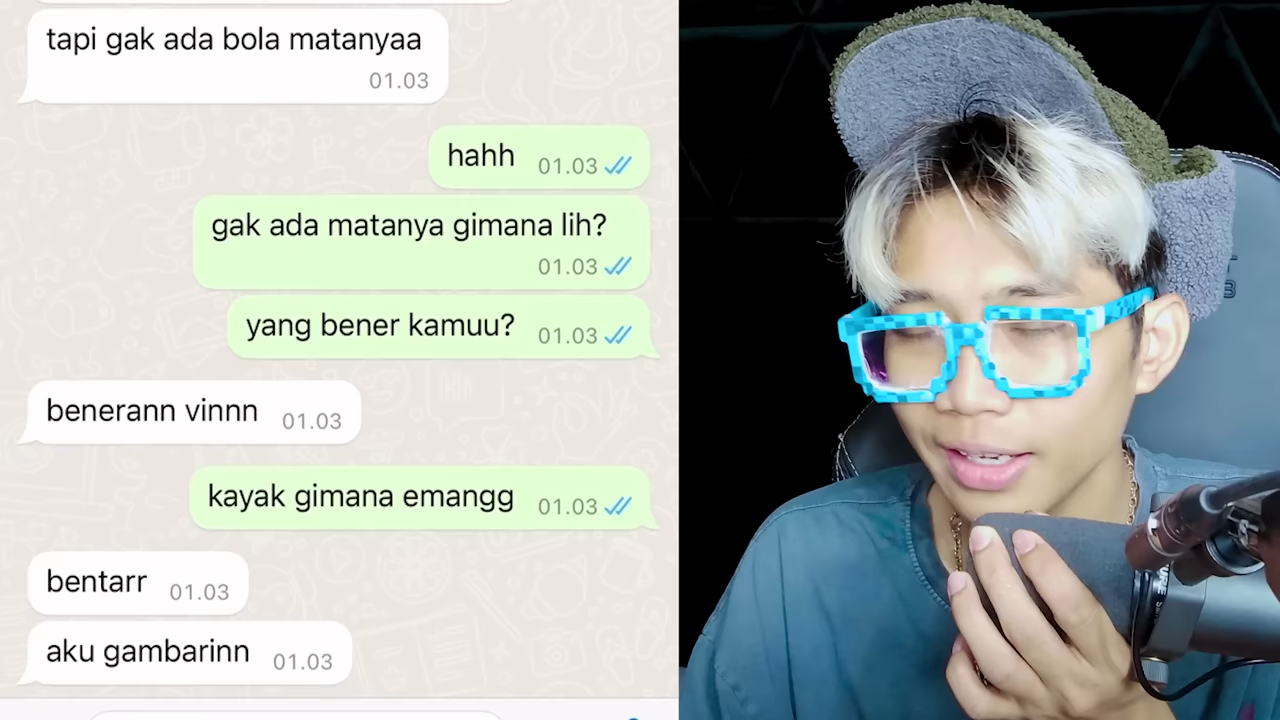 tapi gak ada bola matanyaa
01.03
hahh 01.03
gak ada matanya gimana lih?
01.03
yang bener kamuu? 01.03
benerann vinnn 01.03
kayak gimana emangg 01.03
bentarr 01.03
aku gambarinn 01.03